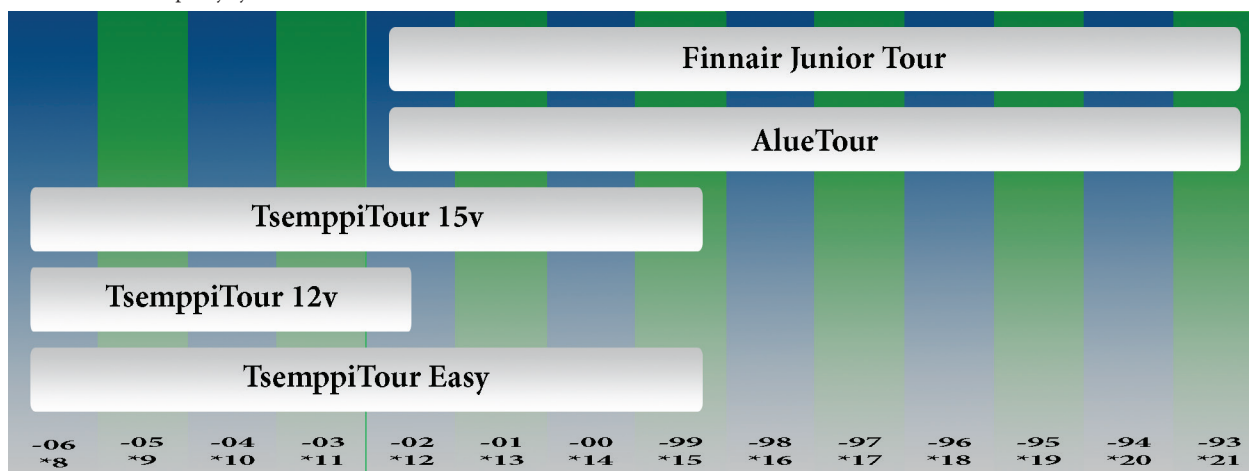 Finnair Junior Tour
AlueTour
TsemppiTour 15v
TsemppiTour 12v
TsemppiTour Easy
-06 -05 -04 -03 -02 -01 -00 -99 -98 -97 -96 -95 -94 -93
*8 *9 *10 *11 *12 *13 *14 *15 *16 *17 *18 *19 *20 *21